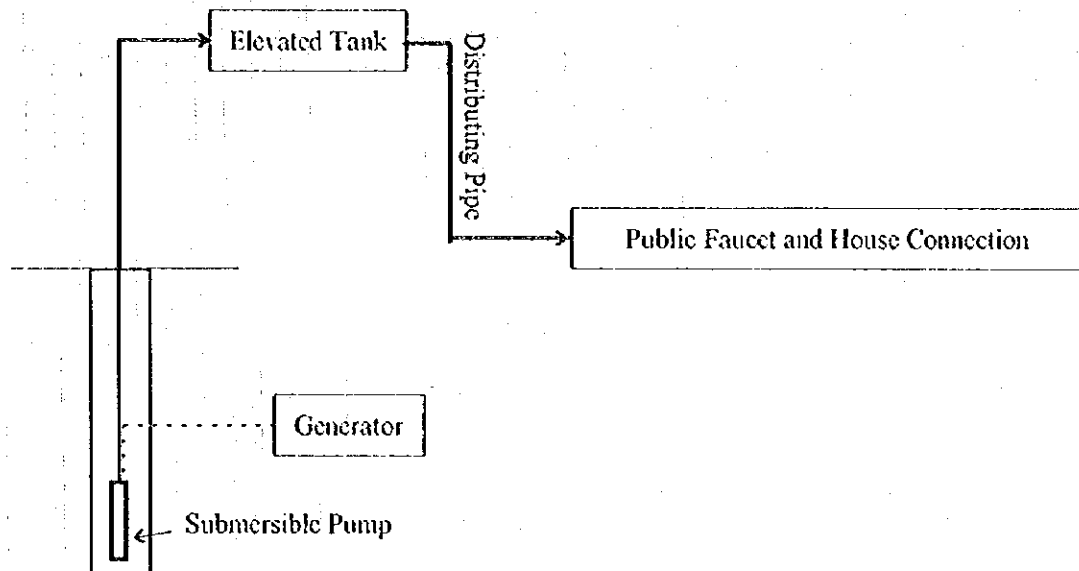 Elevated Tank
Distributing Pipe
Public Faucet and House Connection
Generator
Submersible Pump